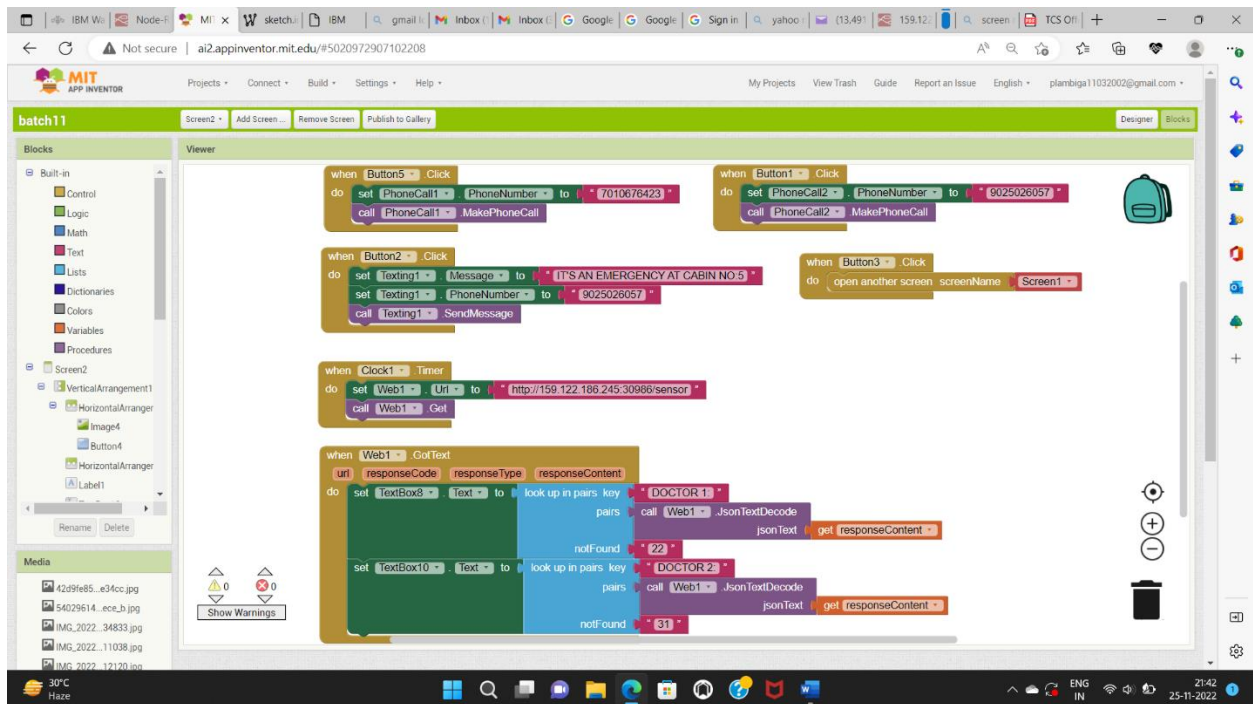 IBM Wa Node-F MIT sketch. IBM gmail l Inbox (1 Inbox (2 Google Google Sign in yahoo (13,491 159.122 screen TCS Off
Not secure ai2.appinventor.mit.edu/#5020972907102208
MIT
APP INVENTOR
Projects Connect Build Settings Help My Projects View Trash Guide Report an Issue English plambiga11032002@gmail.com
batch11 Screen2 Add Screen ... Remove Screen Publish to Gallery Designer Blocks
Blocks Viewer
Built-in
Control
Logic
Math
Text
Lists
Dictionaries
Colors
Variables
Procedures
Screen2
VerticalArrangement1
HorizontalArranger
Image4
Button4
HorizontalArranger
Label1
Rename Delete
Media
42d9fe85...e34cc.jpg
54029614...ece_b.jpg
IMG_2022...34833.jpg
IMG_2022...11038.jpg
IMG_2022...12120.jpg
when Button5 .Click
do set PhoneCall1 . PhoneNumber to " 7010676423 "
call PhoneCall1 .MakePhoneCall
when Button1 .Click
do set PhoneCall2 . PhoneNumber to " 9025026057 "
call PhoneCall2 .MakePhoneCall
when Button2 .Click
do set Texting1 . Message to " IT'S AN EMERGENCY AT CABIN NO:5 "
set Texting1 . PhoneNumber to " 9025026057 "
call Texting1 .SendMessage
when Button3 .Click
do open another screen screenName Screen1
when Clock1 .Timer
do set Web1 . Url to " http://159.122.186.245:30986/sensor "
call Web1 .Get
when Web1 .GotText
url responseCode responseType responseContent
do set TextBox8 . Text to look up in pairs key " DOCTOR 1: "
pairs call Web1 .JsonTextDecode
jsonText get responseContent
notFound " 22 "
set TextBox10 . Text to look up in pairs key " DOCTOR 2: "
pairs call Web1 .JsonTextDecode
jsonText get responseContent
notFound " 31 "
0 0
Show Warnings
30°C
Haze
ENG
IN
21:42
25-11-2022